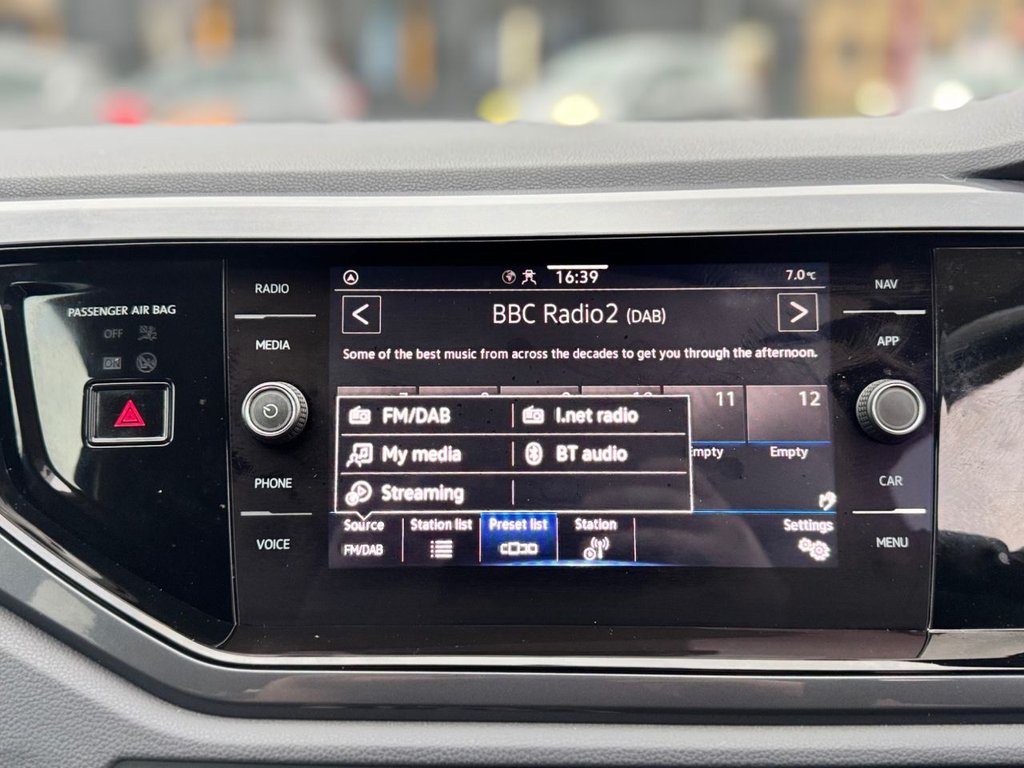 PASSENGER AIR BAG
OFF
RADIO
MEDIA
PHONE
VOICE
16:39
7.0°C
< BBC Radio2 (DAB) >
Some of the best music from across the decades to get you through the afternoon.
11 12
Empty
FM/DAB I.net radio
My media BT audio
Streaming
Source Station list Preset list Station Settings
FM/DAB
NAV
APP
CAR
MENU